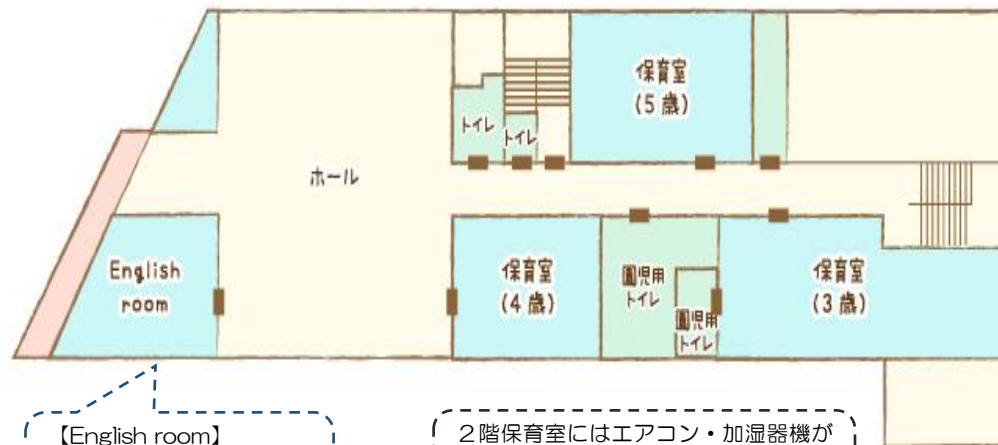 保育室
(5歳)
トイレ
トイレ
ホール
English
room
保育室
(4歳)
園児用
トイレ
園児用
トイレ
保育室
(3歳)
【English room】
２階保育室にはエアコン・加湿器機が